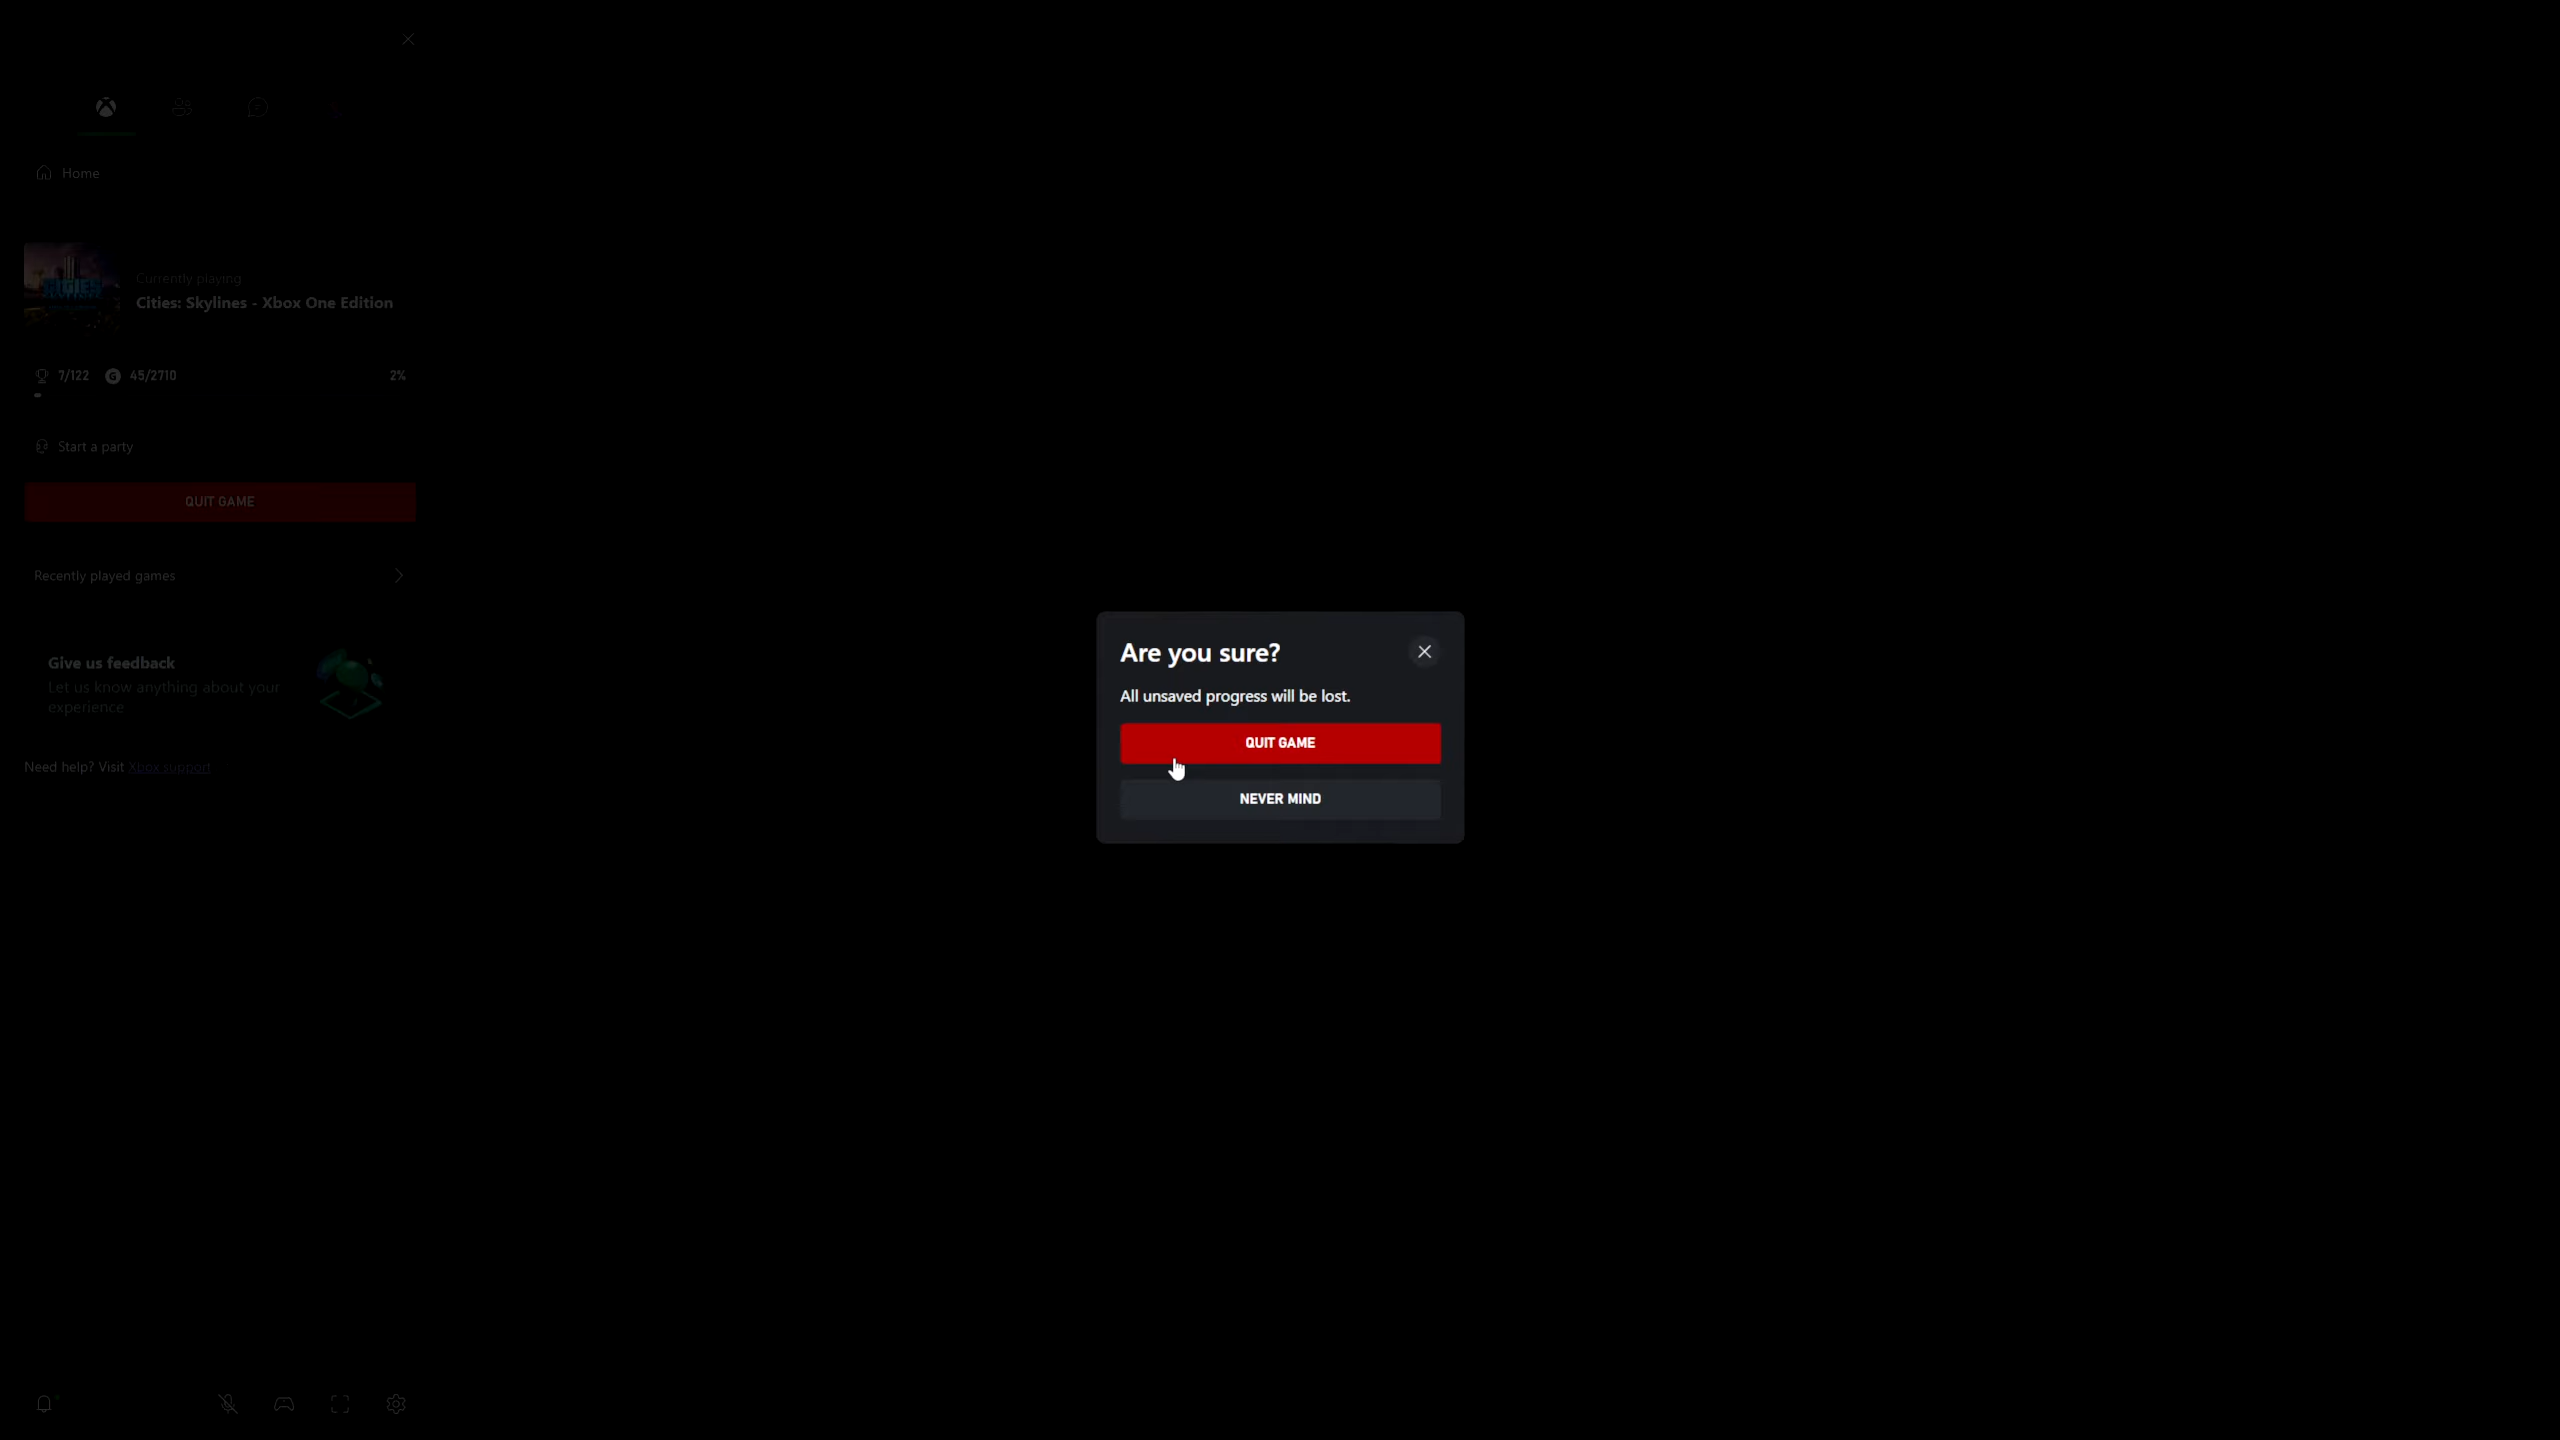 Home
Currently playing
Cities: Skylines - Xbox One Edition
7/122 G 45/2710 2%
Start a party
QUIT GAME
Recently played games
Give us feedback
Let us know anything about your
experience
Need help? Visit Xbox support
Are you sure?
All unsaved progress will be lost.
QUIT GAME
NEVER MIND